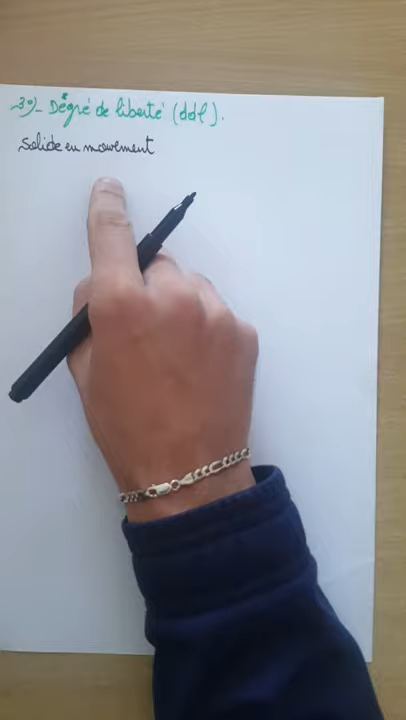 3°/- Dégré de liberté (ddl).
Solide en mouvement